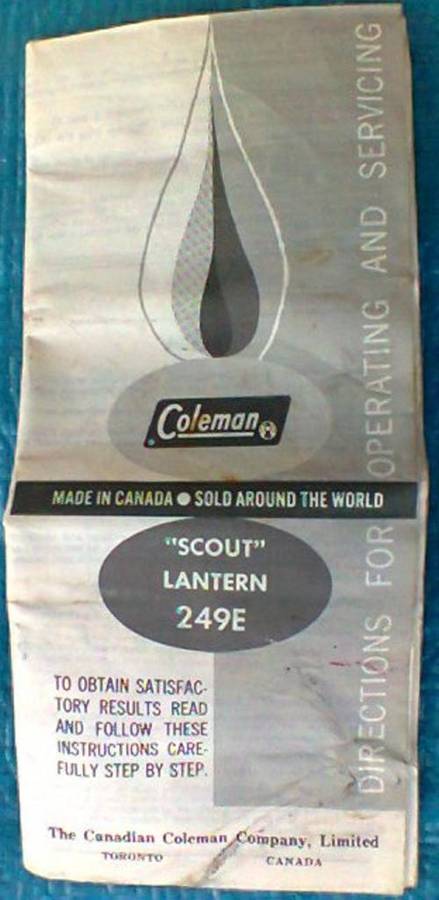 DIRECTIONS FOR OPERATING AND SERVICING
Coleman
MADE IN CANADA ● SOLD AROUND THE WORLD
"SCOUT"
LANTERN
249E
TO OBTAIN SATISFAC-
TORY RESULTS READ
AND FOLLOW THESE
INSTRUCTIONS CARE-
FULLY STEP BY STEP.
The Canadian Coleman Company, Limited
TORONTO CANADA